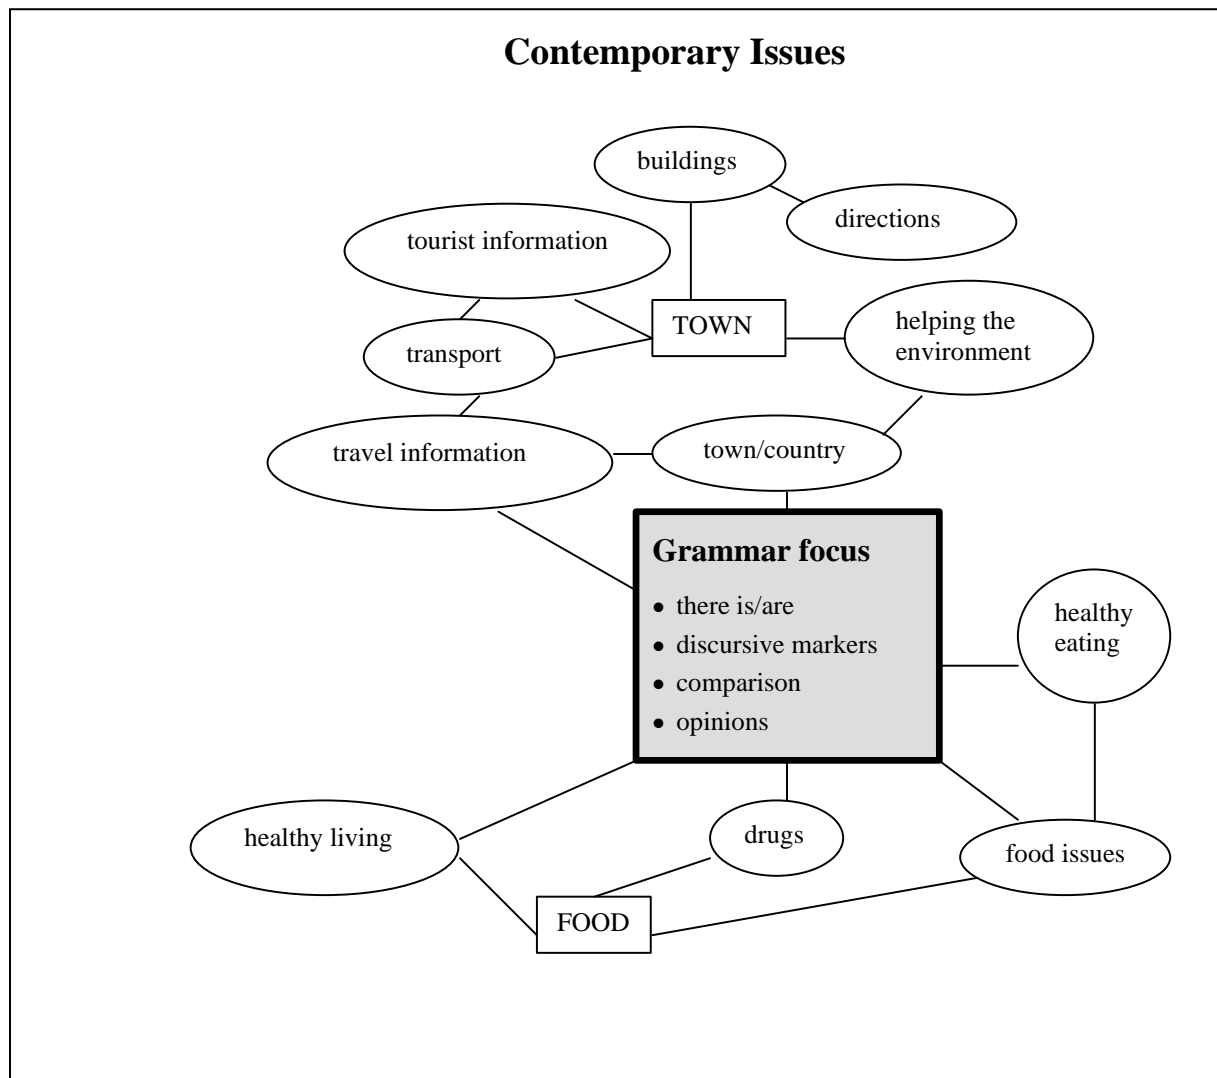 Contemporary Issues
buildings
directions
tourist information
TOWN
helping the
environment
transport
travel information
town/country
Grammar focus
• there is/are
• discursive markers
• comparison
• opinions
healthy
eating
healthy living
drugs
food issues
FOOD